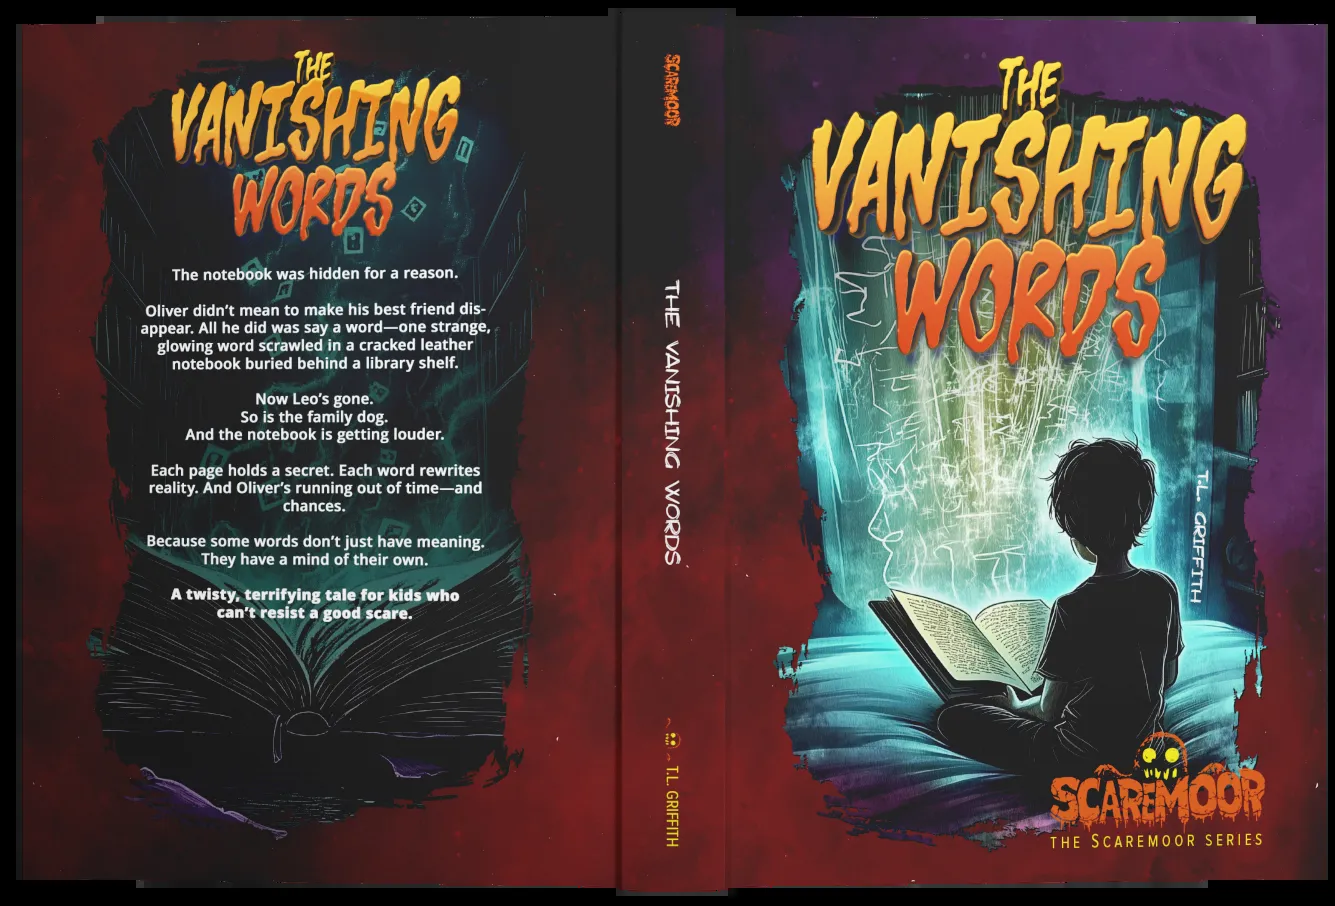 THE
VANISHING
WORDS
The notebook was hidden for a reason.
Oliver didn't mean to make his best friend dis-
appear. All he did was say a word—one strange,
glowing word scrawled in a cracked leather
notebook buried behind a library shelf.
Now Leo's gone.
So is the family dog.
And the notebook is getting louder.
Each page holds a secret. Each word rewrites
reality. And Oliver's running out of time—and
chances.
Because some words don't just have meaning.
They have a mind of their own.
A twisty, terrifying tale for kids who
can't resist a good scare.
SCAREMOOR
THE VANISHING WORDS
T.L. GRIFFITH
THE
VANISHING
WORDS
T.L. GRIFFITH
SCAREMOOR
THE SCAREMOOR SERIES